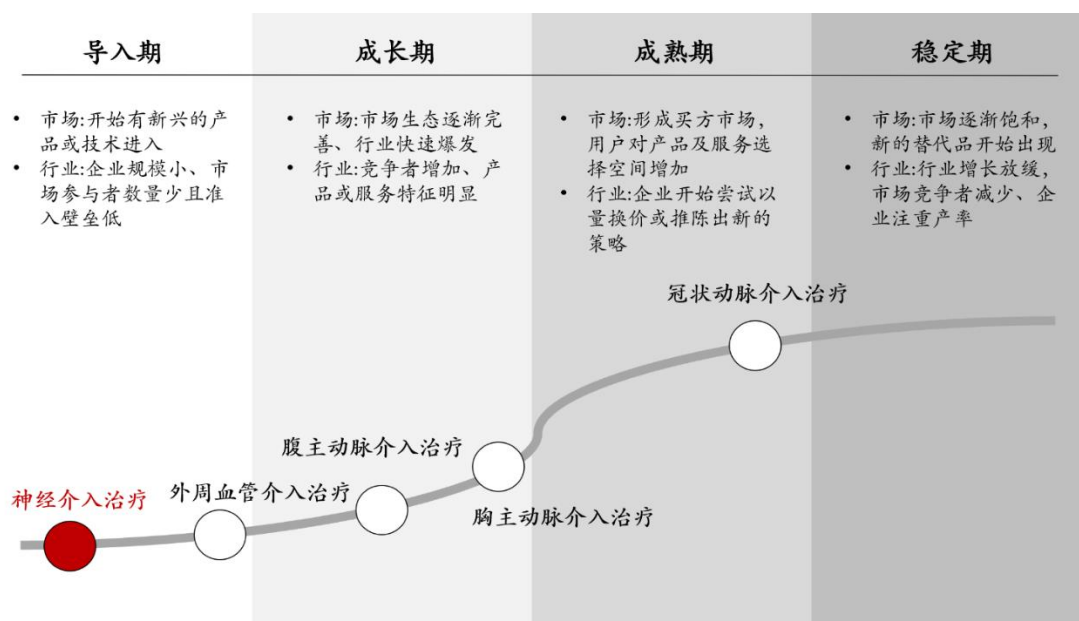 导入期
成长期
成熟期
稳定期
• 市场:开始有新兴的产
品或技术进入
• 行业:企业规模小、市
场参与者数量少且准
入壁垒低
• 市场:市场生态逐渐完
善、行业快速爆发
• 行业:竞争者增加、产
品或服务特征明显
• 市场:形成买方市场,
用户对产品及服务选
择空间增加
• 行业:企业开始尝试以
量换价或推陈出新的
策略
• 市场:市场逐渐饱和,
新的替代品开始出现
• 行业:行业增长放缓,
市场竞争者减少、企
业注重产率
冠状动脉介入治疗
腹主动脉介入治疗
神经介入治疗
外周血管介入治疗
胸主动脉介入治疗